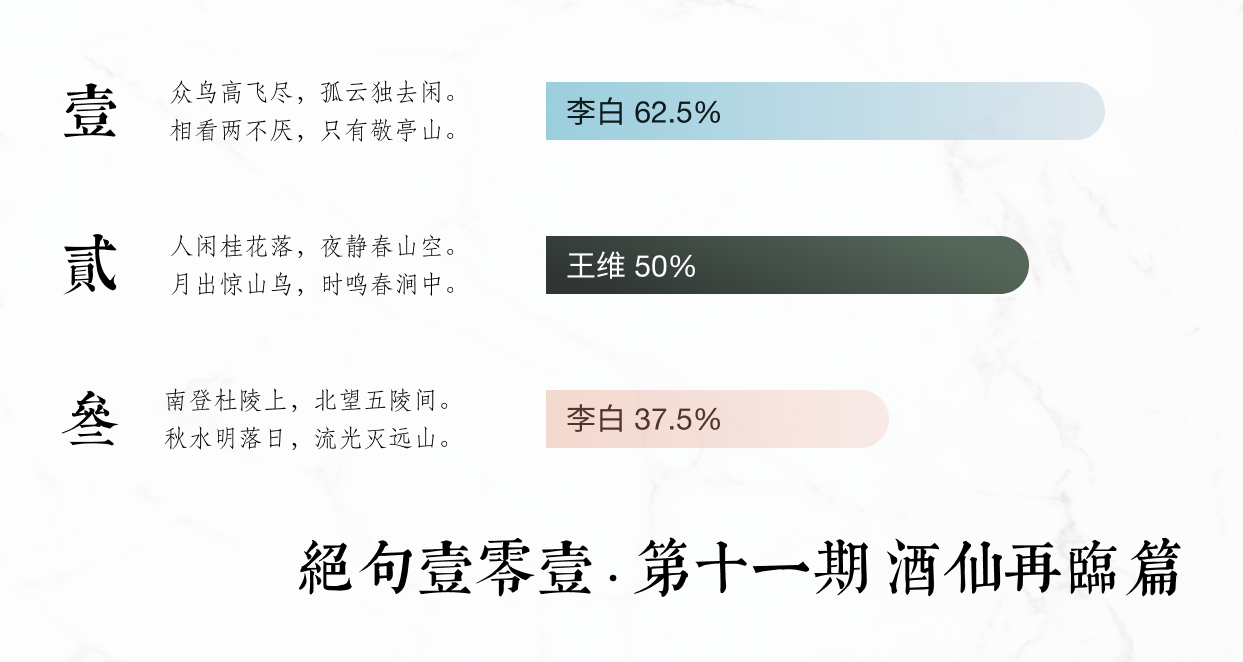 壹
众鸟高飞尽，孤云独去闲。
相看两不厌，只有敬亭山。
李白 62.5%
貳
人闲桂花落，夜静春山空。
月出惊山鸟，时鸣春涧中。
王维 50%
叄
南登杜陵上，北望五陵间。
秋水明落日，流光灭远山。
李白 37.5%
絕句壹零壹·第十一期 酒仙再臨篇